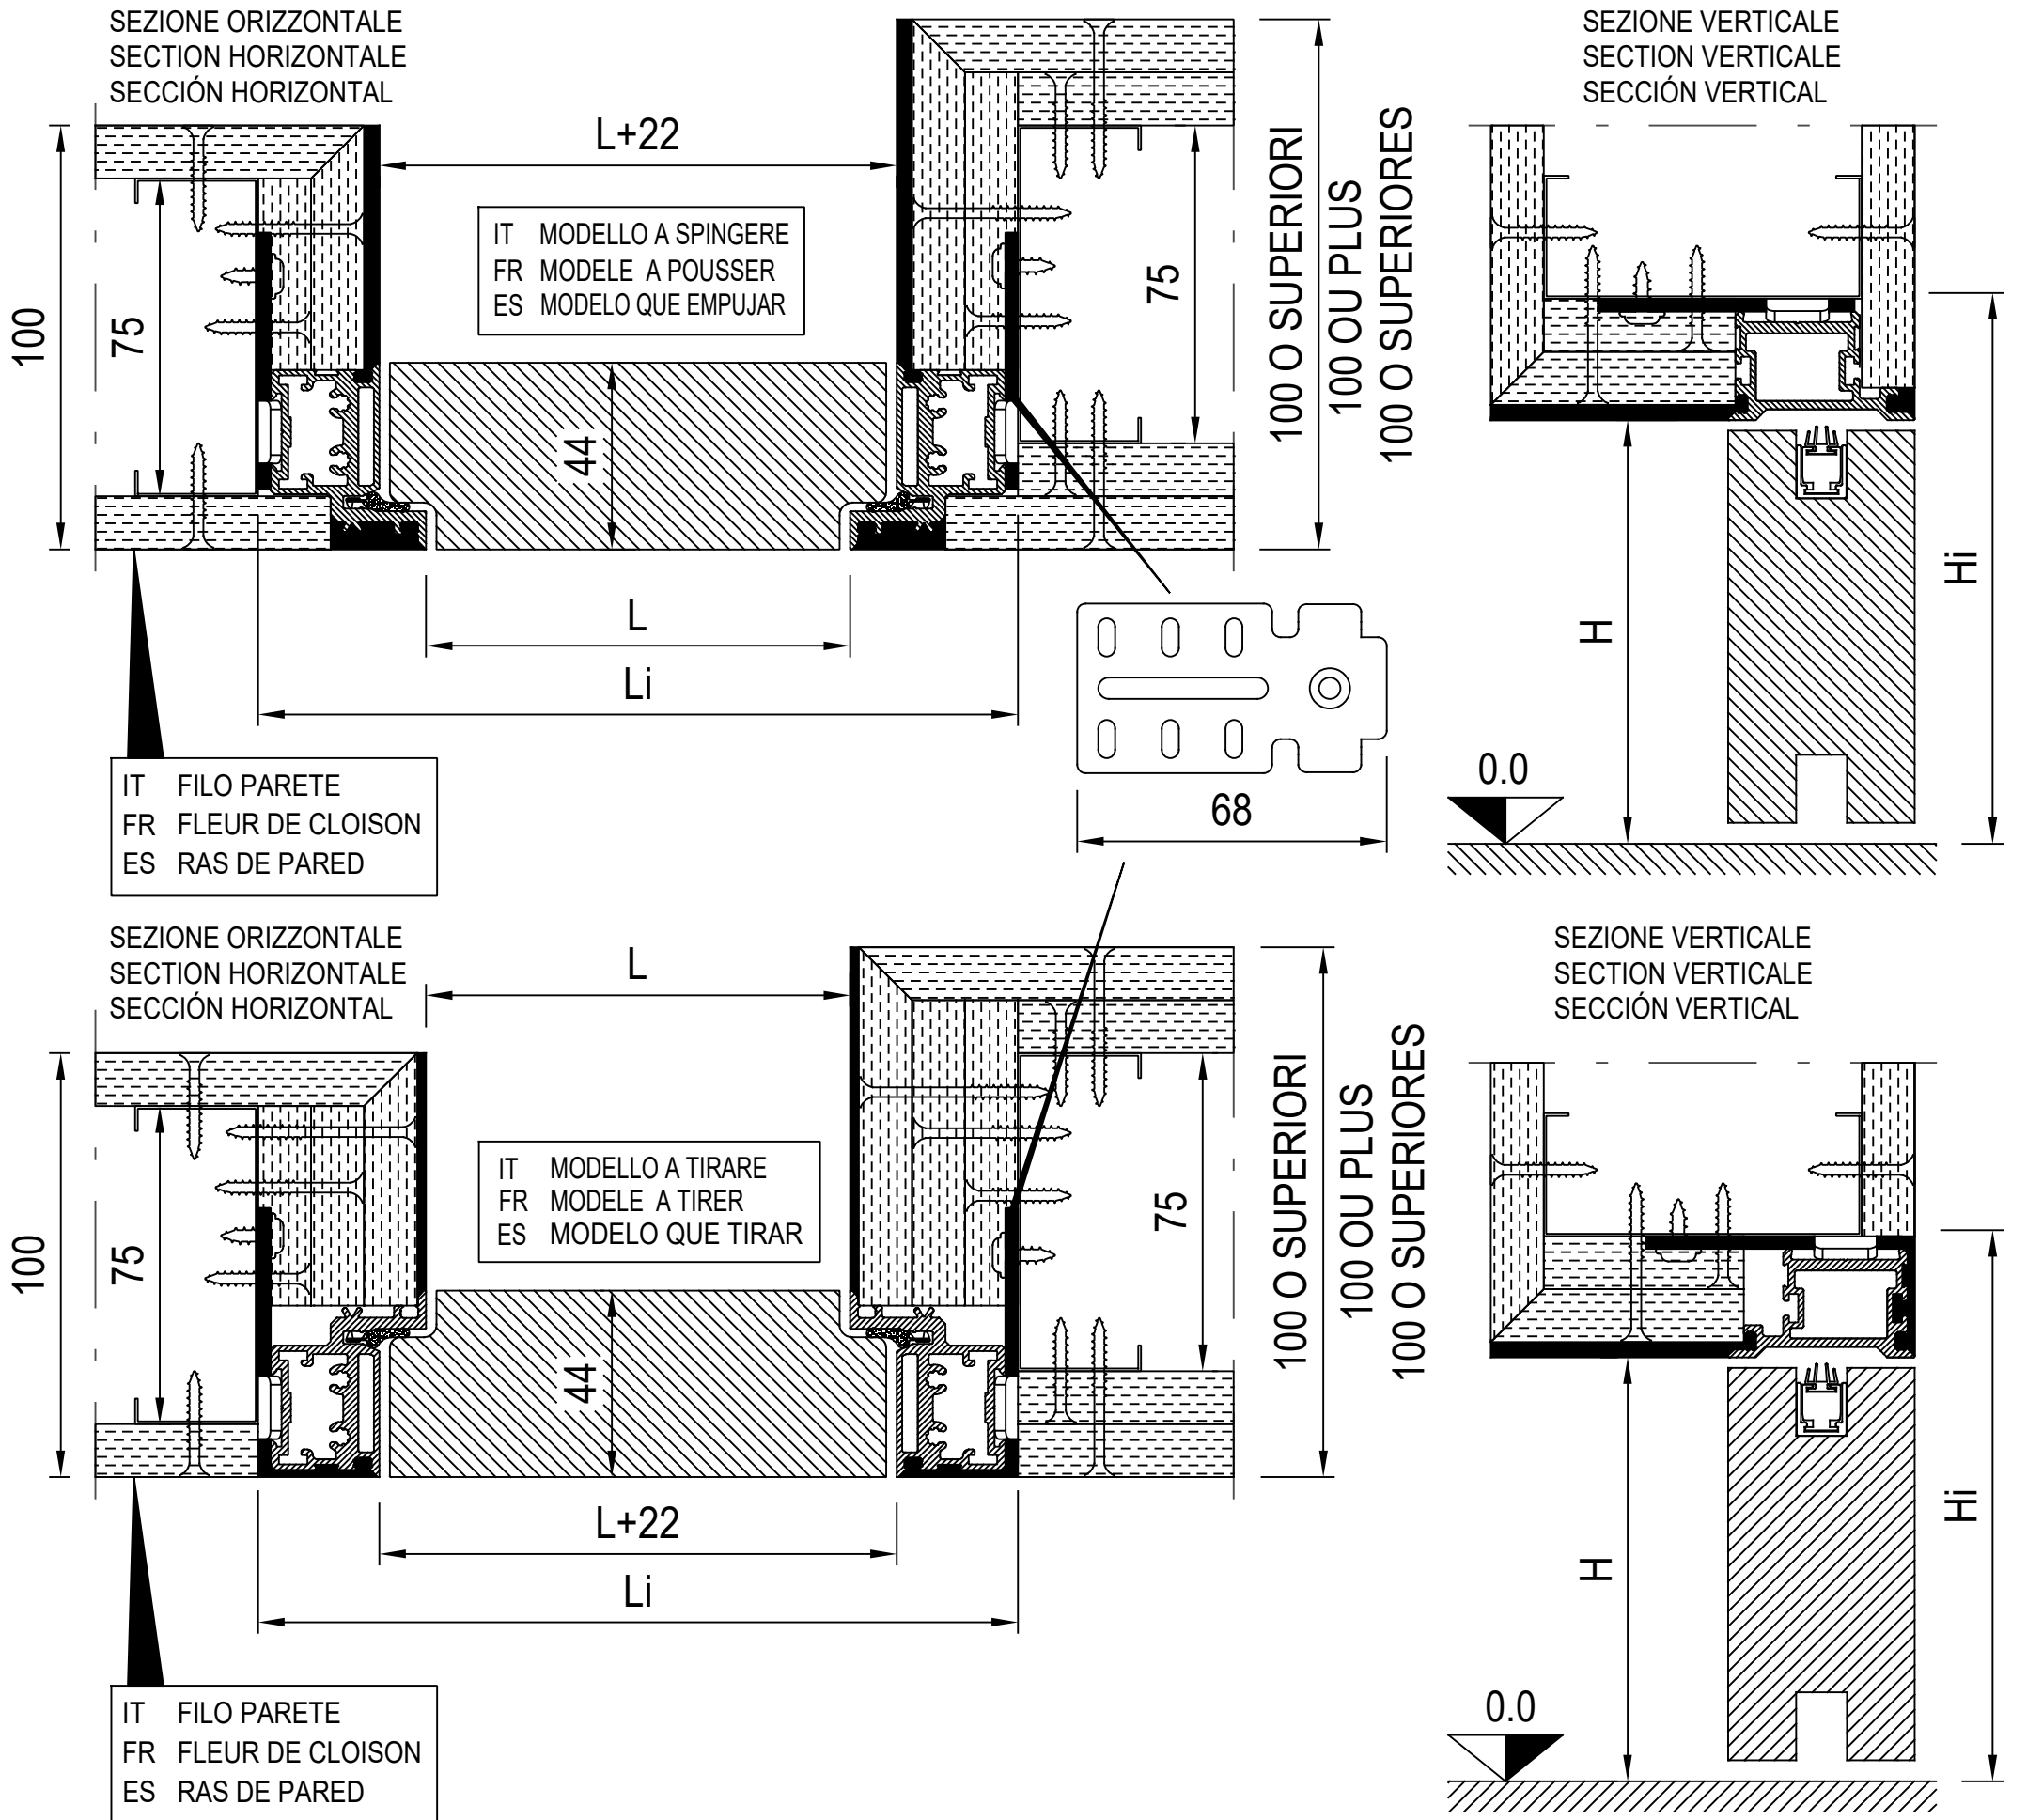 SEZIONE ORIZZONTALE
SECTION HORIZONTALE
SECCIÓN HORIZONTAL
SEZIONE VERTICALE
SECTION VERTICALE
SECCIÓN VERTICAL
L+22
100
75
IT MODELLO A SPINGERE
FR MODELE A POUSSER
ES MODELO QUE EMPUJAR
75
100 O SUPERIORI
100 OU PLUS
100 O SUPERIORES
44
L
Li
H
Hi
0.0
68
IT FILO PARETE
FR FLEUR DE CLOISON
ES RAS DE PARED
SEZIONE ORIZZONTALE
SECTION HORIZONTALE
SECCIÓN HORIZONTAL
SEZIONE VERTICALE
SECTION VERTICALE
SECCIÓN VERTICAL
L
100
75
IT MODELLO A TIRARE
FR MODELE A TIRER
ES MODELO QUE TIRAR
75
100 O SUPERIORI
100 OU PLUS
100 O SUPERIORES
44
L+22
Li
H
Hi
0.0
IT FILO PARETE
FR FLEUR DE CLOISON
ES RAS DE PARED